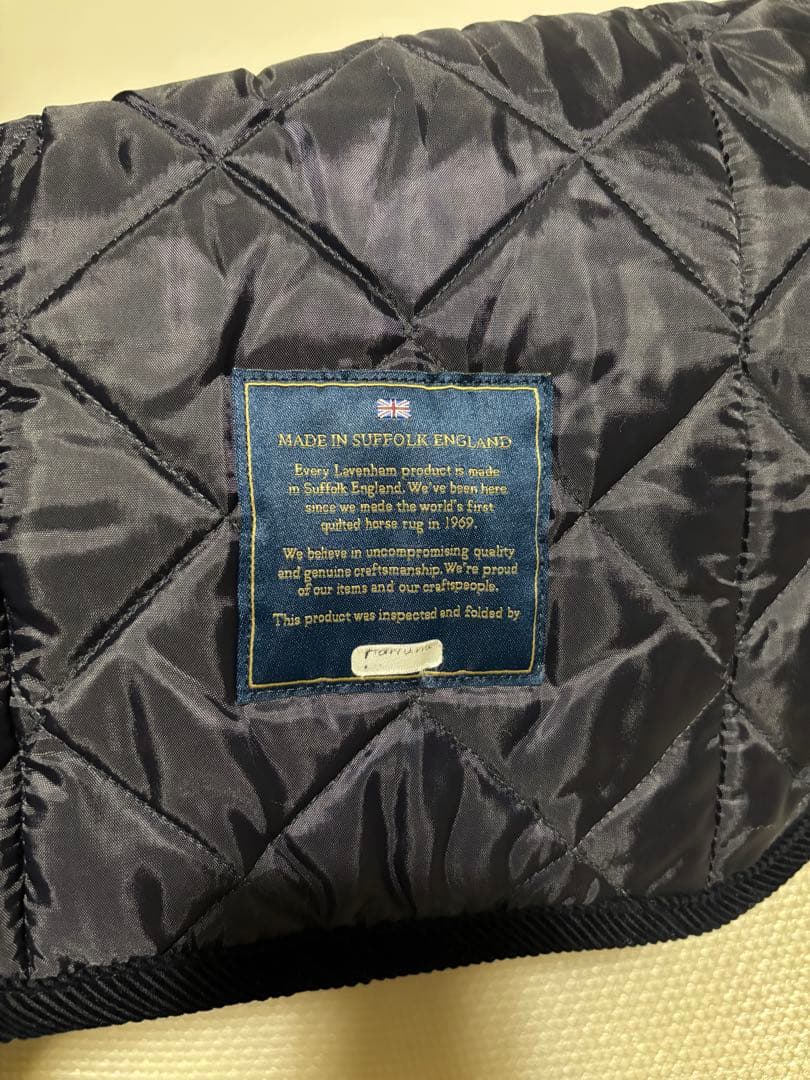 MADE IN SUFFOLK ENGLAND
Every Lavenham product is made
in Suffolk England. We've been here
since we made the world's first
quilted horse rug in 1969.
We believe in uncompromising quality
and genuine craftsmanship. We're proud
of our items and our craftspeople.
This product was inspected and folded by